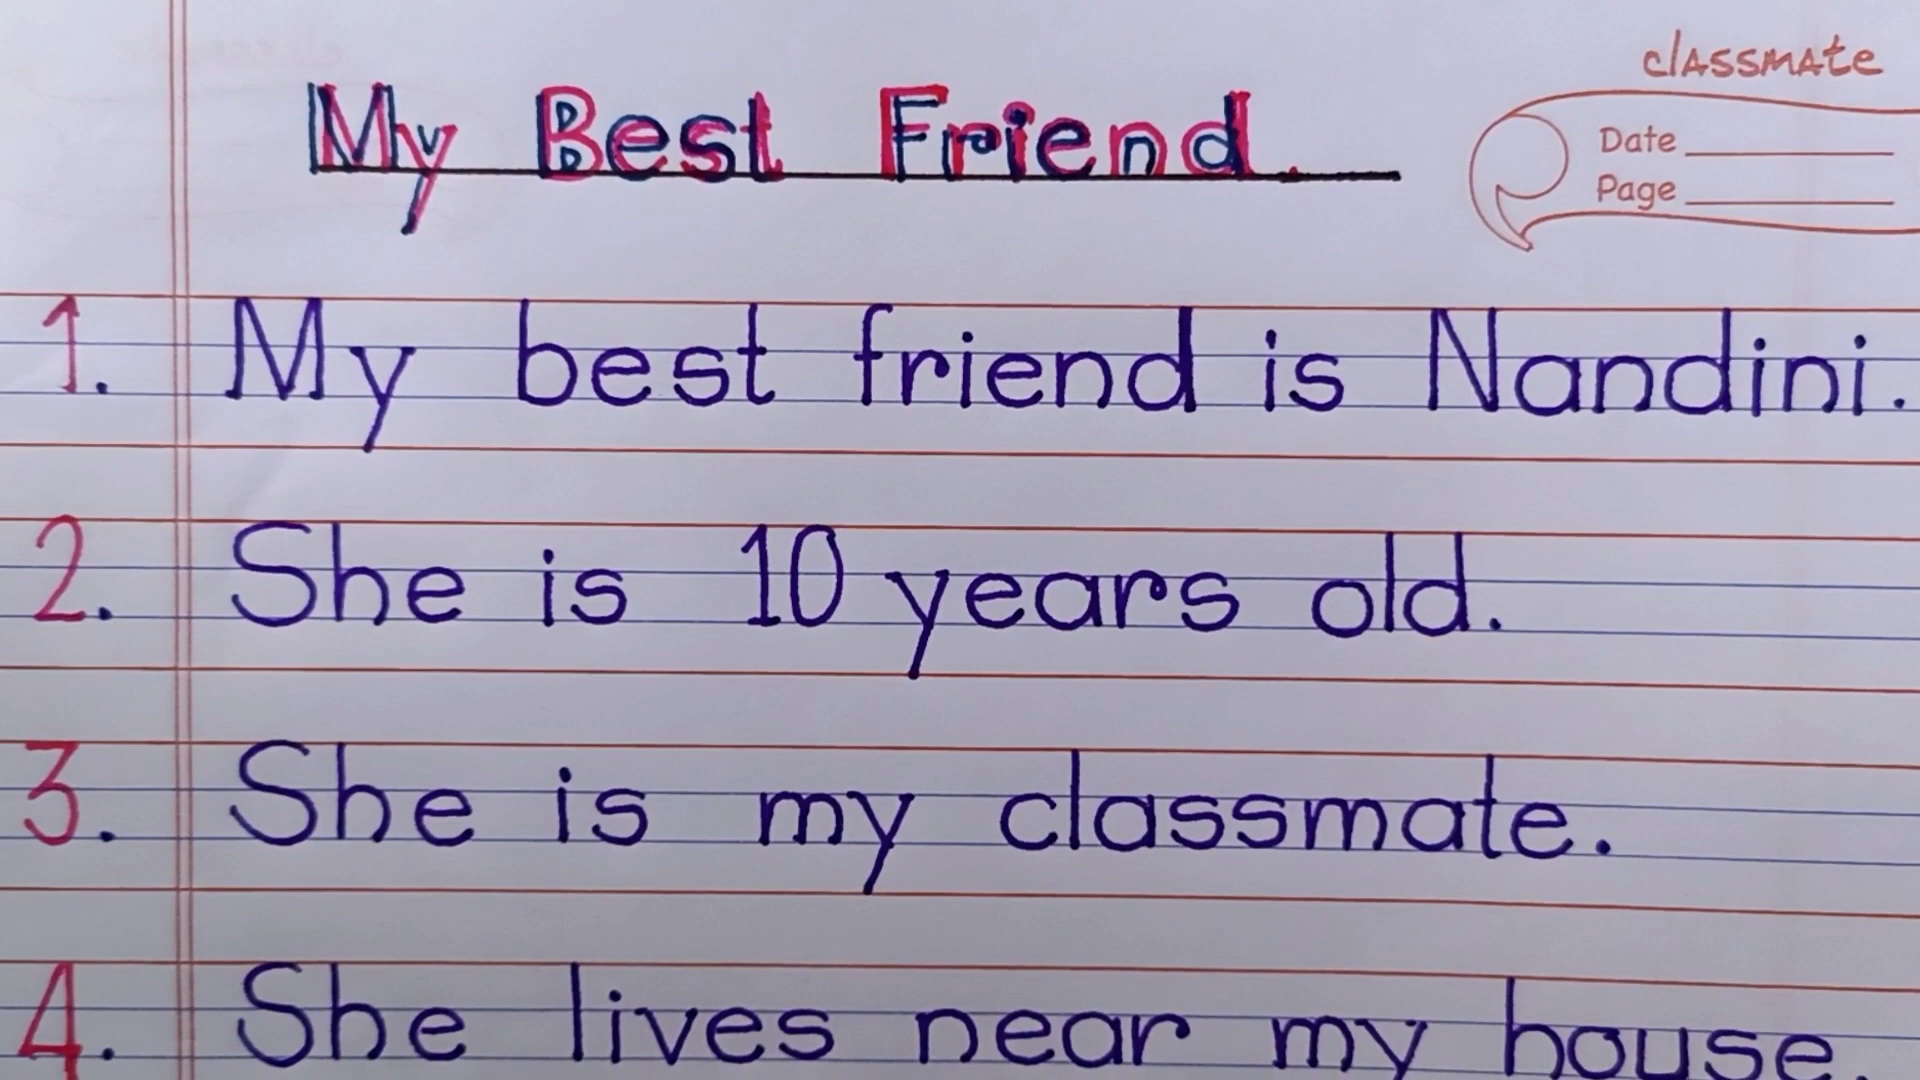 classmate
My Best Friend.
Date
Page
1. My best friend is Nandini.
2. She is 10 years old.
3. She is my classmate.
4. She lives near my house.